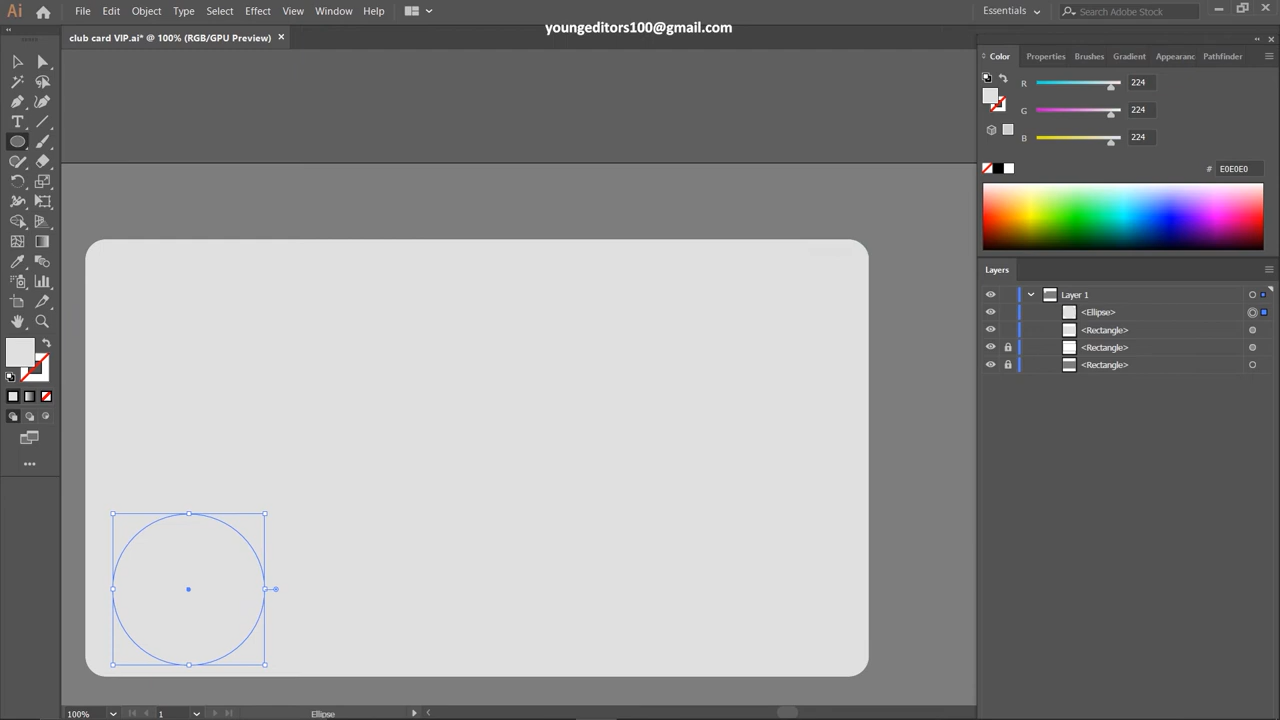 Ai File Edit Object Type Select Effect View Window Help Essentials Search Adobe Stock
youngeditors100@gmail.com
club card VIP.ai* @ 100% (RGB/GPU Preview) ×
Color Properties Brushes Gradient Appearanc Pathfinder
R 224
G 224
B 224
# E0E0E0
Layers
Layer 1
<Ellipse>
<Rectangle>
<Rectangle>
<Rectangle>
100% 1 Ellipse